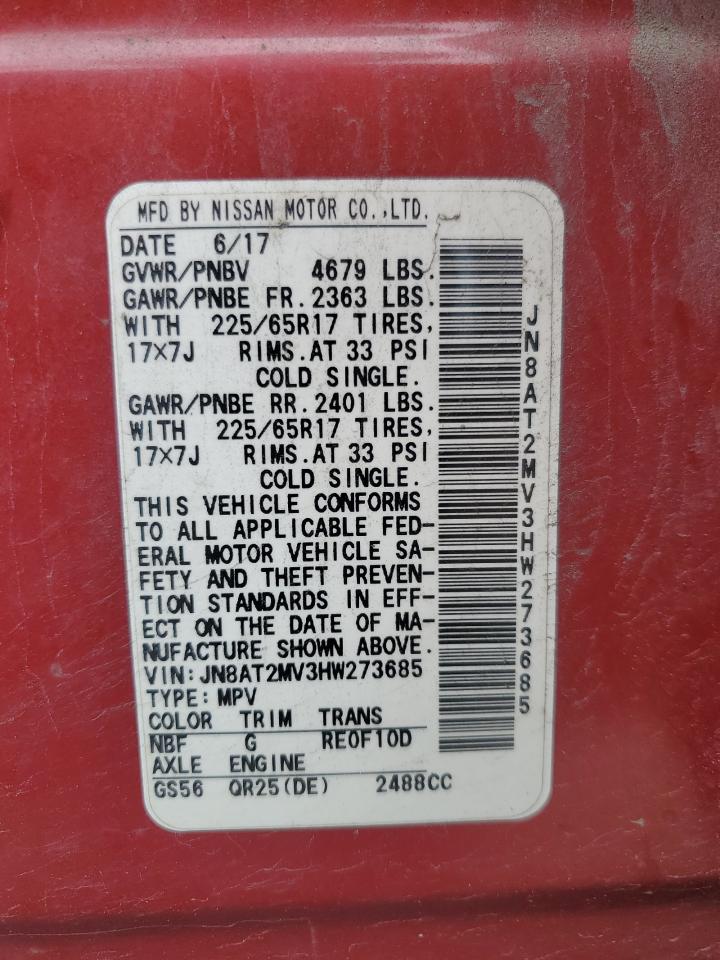 MFD BY NISSAN MOTOR CO.,LTD.
DATE 6/17
GVWR/PNBV 4679 LBS.
GAWR/PNBE FR.2363 LBS.
WITH 225/65R17 TIRES,
17×7J RIMS.AT 33 PSI
COLD SINGLE.
GAWR/PNBE RR.2401 LBS.
WITH 225/65R17 TIRES,
17×7J RIMS.AT 33 PSI
COLD SINGLE.
THIS VEHICLE CONFORMS
TO ALL APPLICABLE FED-
ERAL MOTOR VEHICLE SA-
FETY AND THEFT PREVEN-
TION STANDARDS IN EFF-
ECT ON THE DATE OF MA-
NUFACTURE SHOWN ABOVE.
VIN:JN8AT2MV3HW273685
TYPE:MPV
COLOR TRIM TRANS
NBF G RE0F10D
AXLE ENGINE
GS56 QR25(DE) 2488CC
JN8AT2MV3HW273685